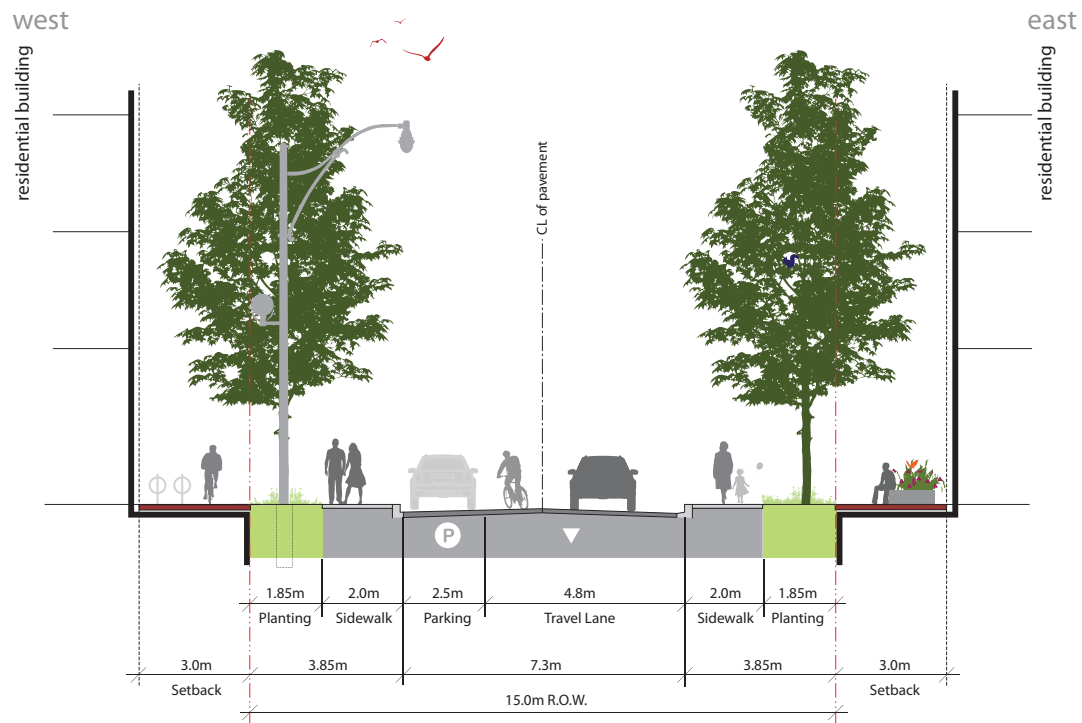 west
east
residential building
residential building
CL of pavement
P
1.85m 2.0m 2.5m 4.8m 2.0m 1.85m
Planting Sidewalk Parking Travel Lane Sidewalk Planting
3.0m 3.85m 7.3m 3.85m 3.0m
Setback Setback
15.0m R.O.W.